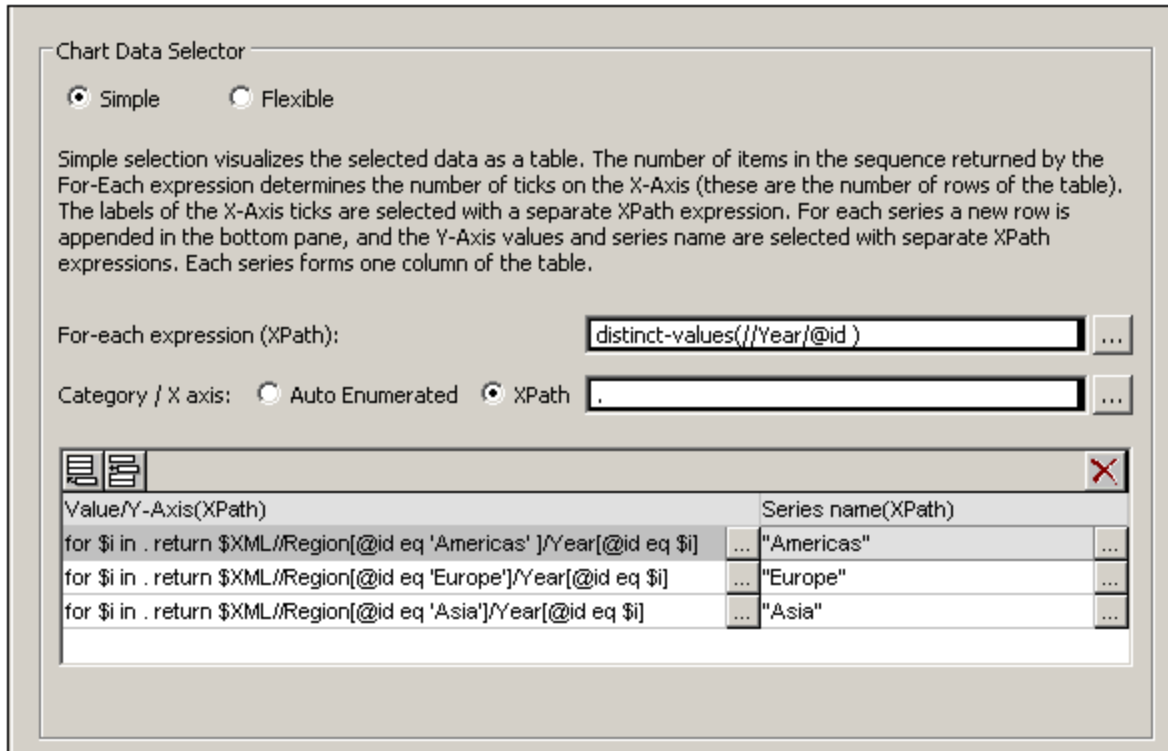 Chart Data Selector
Simple Flexible
Simple selection visualizes the selected data as a table. The number of items in the sequence returned by the
For-Each expression determines the number of ticks on the X-Axis (these are the number of rows of the table).
The labels of the X-Axis ticks are selected with a separate XPath expression. For each series a new row is
appended in the bottom pane, and the Y-Axis values and series name are selected with separate XPath
expressions. Each series forms one column of the table.
For-each expression (XPath): distinct-values(//Year/@id ) ...
Category / X axis: Auto Enumerated XPath . ...
Value/Y-Axis(XPath) Series name(XPath)
for $i in . return $XML//Region[@id eq 'Americas' ]/Year[@id eq $i] ... "Americas" ...
for $i in . return $XML//Region[@id eq 'Europe']/Year[@id eq $i] ... "Europe" ...
for $i in . return $XML//Region[@id eq 'Asia']/Year[@id eq $i] ... "Asia" ...